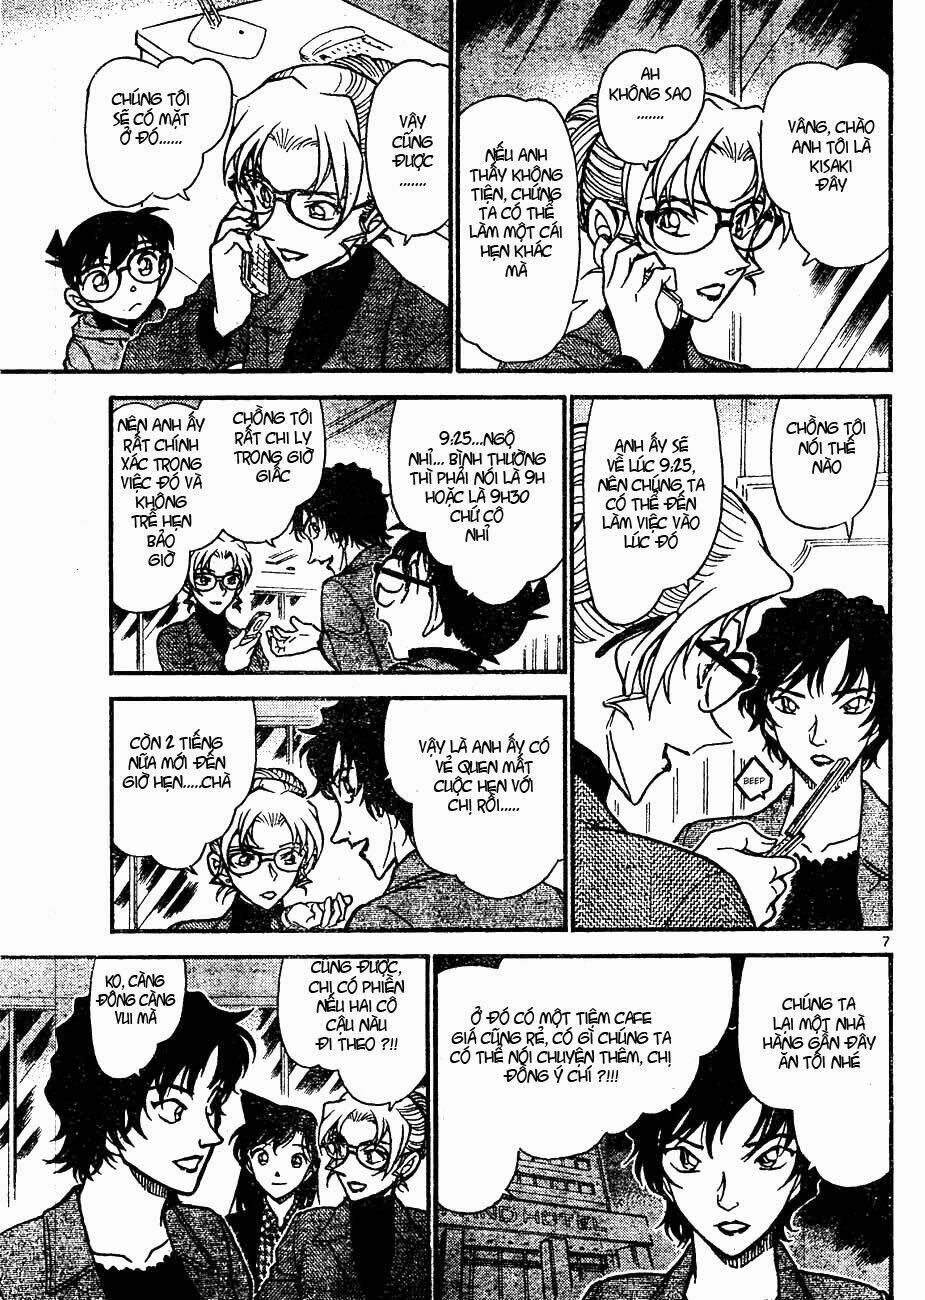 VÂNG, CHÀO
ANH TÔI LÀ
KISAKI
ĐÂY
AH
KHÔNG SAO
........
NẾU ANH
THẤY KHÔNG
TIỆN, CHỨNG
TA CÓ THỂ
LÀM MỘT CÁI
HẸN KHÁC
MÀ
VẬY
CŨNG
ĐƯỢC
........
CHÚNG TÔI
SẼ CÓ MẶT
Ở ĐÓ......
CHỒNG TÔI
NÓI THẾ
NÀO
ANH ẤY SẼ
VỀ LÚC 9:25,
NÊN CHÚNG TA
CÓ THỂ ĐẾN
LÀM VIỆC VÀO
LÚC ĐÓ
BEEP
9:25...NGỘ
NHỈ... BÌNH THƯỜNG
THÌ PHẢI NÓI LÀ 9H
HOẶC LÀ 9H30
CHỨ CÔ
NHỈ
CHỒNG TÔI
RẤT CHI LY
TRONG GIỜ
GIẤC
NÊN ANH ẤY
RẤT CHÍNH
XÁC TRONG
VIỆC ĐÓ VÀ
KHÔNG
TRỄ HẸN
BAO
GIỜ
VẬY LÀ ANH ẤY CÓ
VẺ QUEN MẤT
CUỘC HẸN VỚI
CHỊ RỒI.....
CÒN 2 TIẾNG
NỮA MỚI ĐẾN
GIỜ HẸN.....CHÀ
7
CHÚNG TA
LẠI MỘT NHÀ
HÀNG GẦN ĐÂY
ĂN TỐI NHÉ
Ở ĐÓ CÓ MỘT TIỆM CAFE
GIÁ CŨNG RẺ, CÓ GÌ CHÚNG TA
CÓ THỂ NÓI CHUYỆN THÊM, CHỊ
ĐỒNG Ý CHÍ ?!!!
HOTEL
CŨNG ĐƯỢC,
CHỊ CÓ PHIỀN
NẾU HAI CÔ
CẬU NÀU
ĐI THEO ?!!
KO, CÀNG
ĐÔNG CÀNG
VUI MÀ